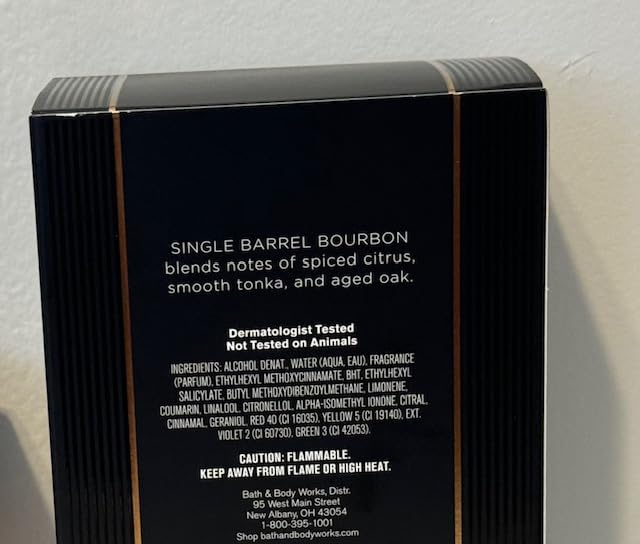 SINGLE BARREL BOURBON
blends notes of spiced citrus,
smooth tonka, and aged oak.
Dermatologist Tested
Not Tested on Animals
INGREDIENTS: ALCOHOL DENAT., WATER (AQUA, EAU), FRAGRANCE
(PARFUM), ETHYLHEXYL METHOXYCINNAMATE, BHT, ETHYLHEXYL
SALICYLATE, BUTYL METHOXYDIBENZOYLMETHANE, LIMONENE,
COUMARIN, LINALOOL, CITRONELLOL, ALPHA-ISOMETHYL IONONE, CITRAL,
CINNAMAL, GERANIOL, RED 40 (CI 16035), YELLOW 5 (CI 19140), EXT.
VIOLET 2 (CI 60730), GREEN 3 (CI 42053).
CAUTION: FLAMMABLE.
KEEP AWAY FROM FLAME OR HIGH HEAT.
Bath & Body Works, Distr.
95 West Main Street
New Albany, OH 43054
1-800-395-1001
Shop bathandbodyworks.com